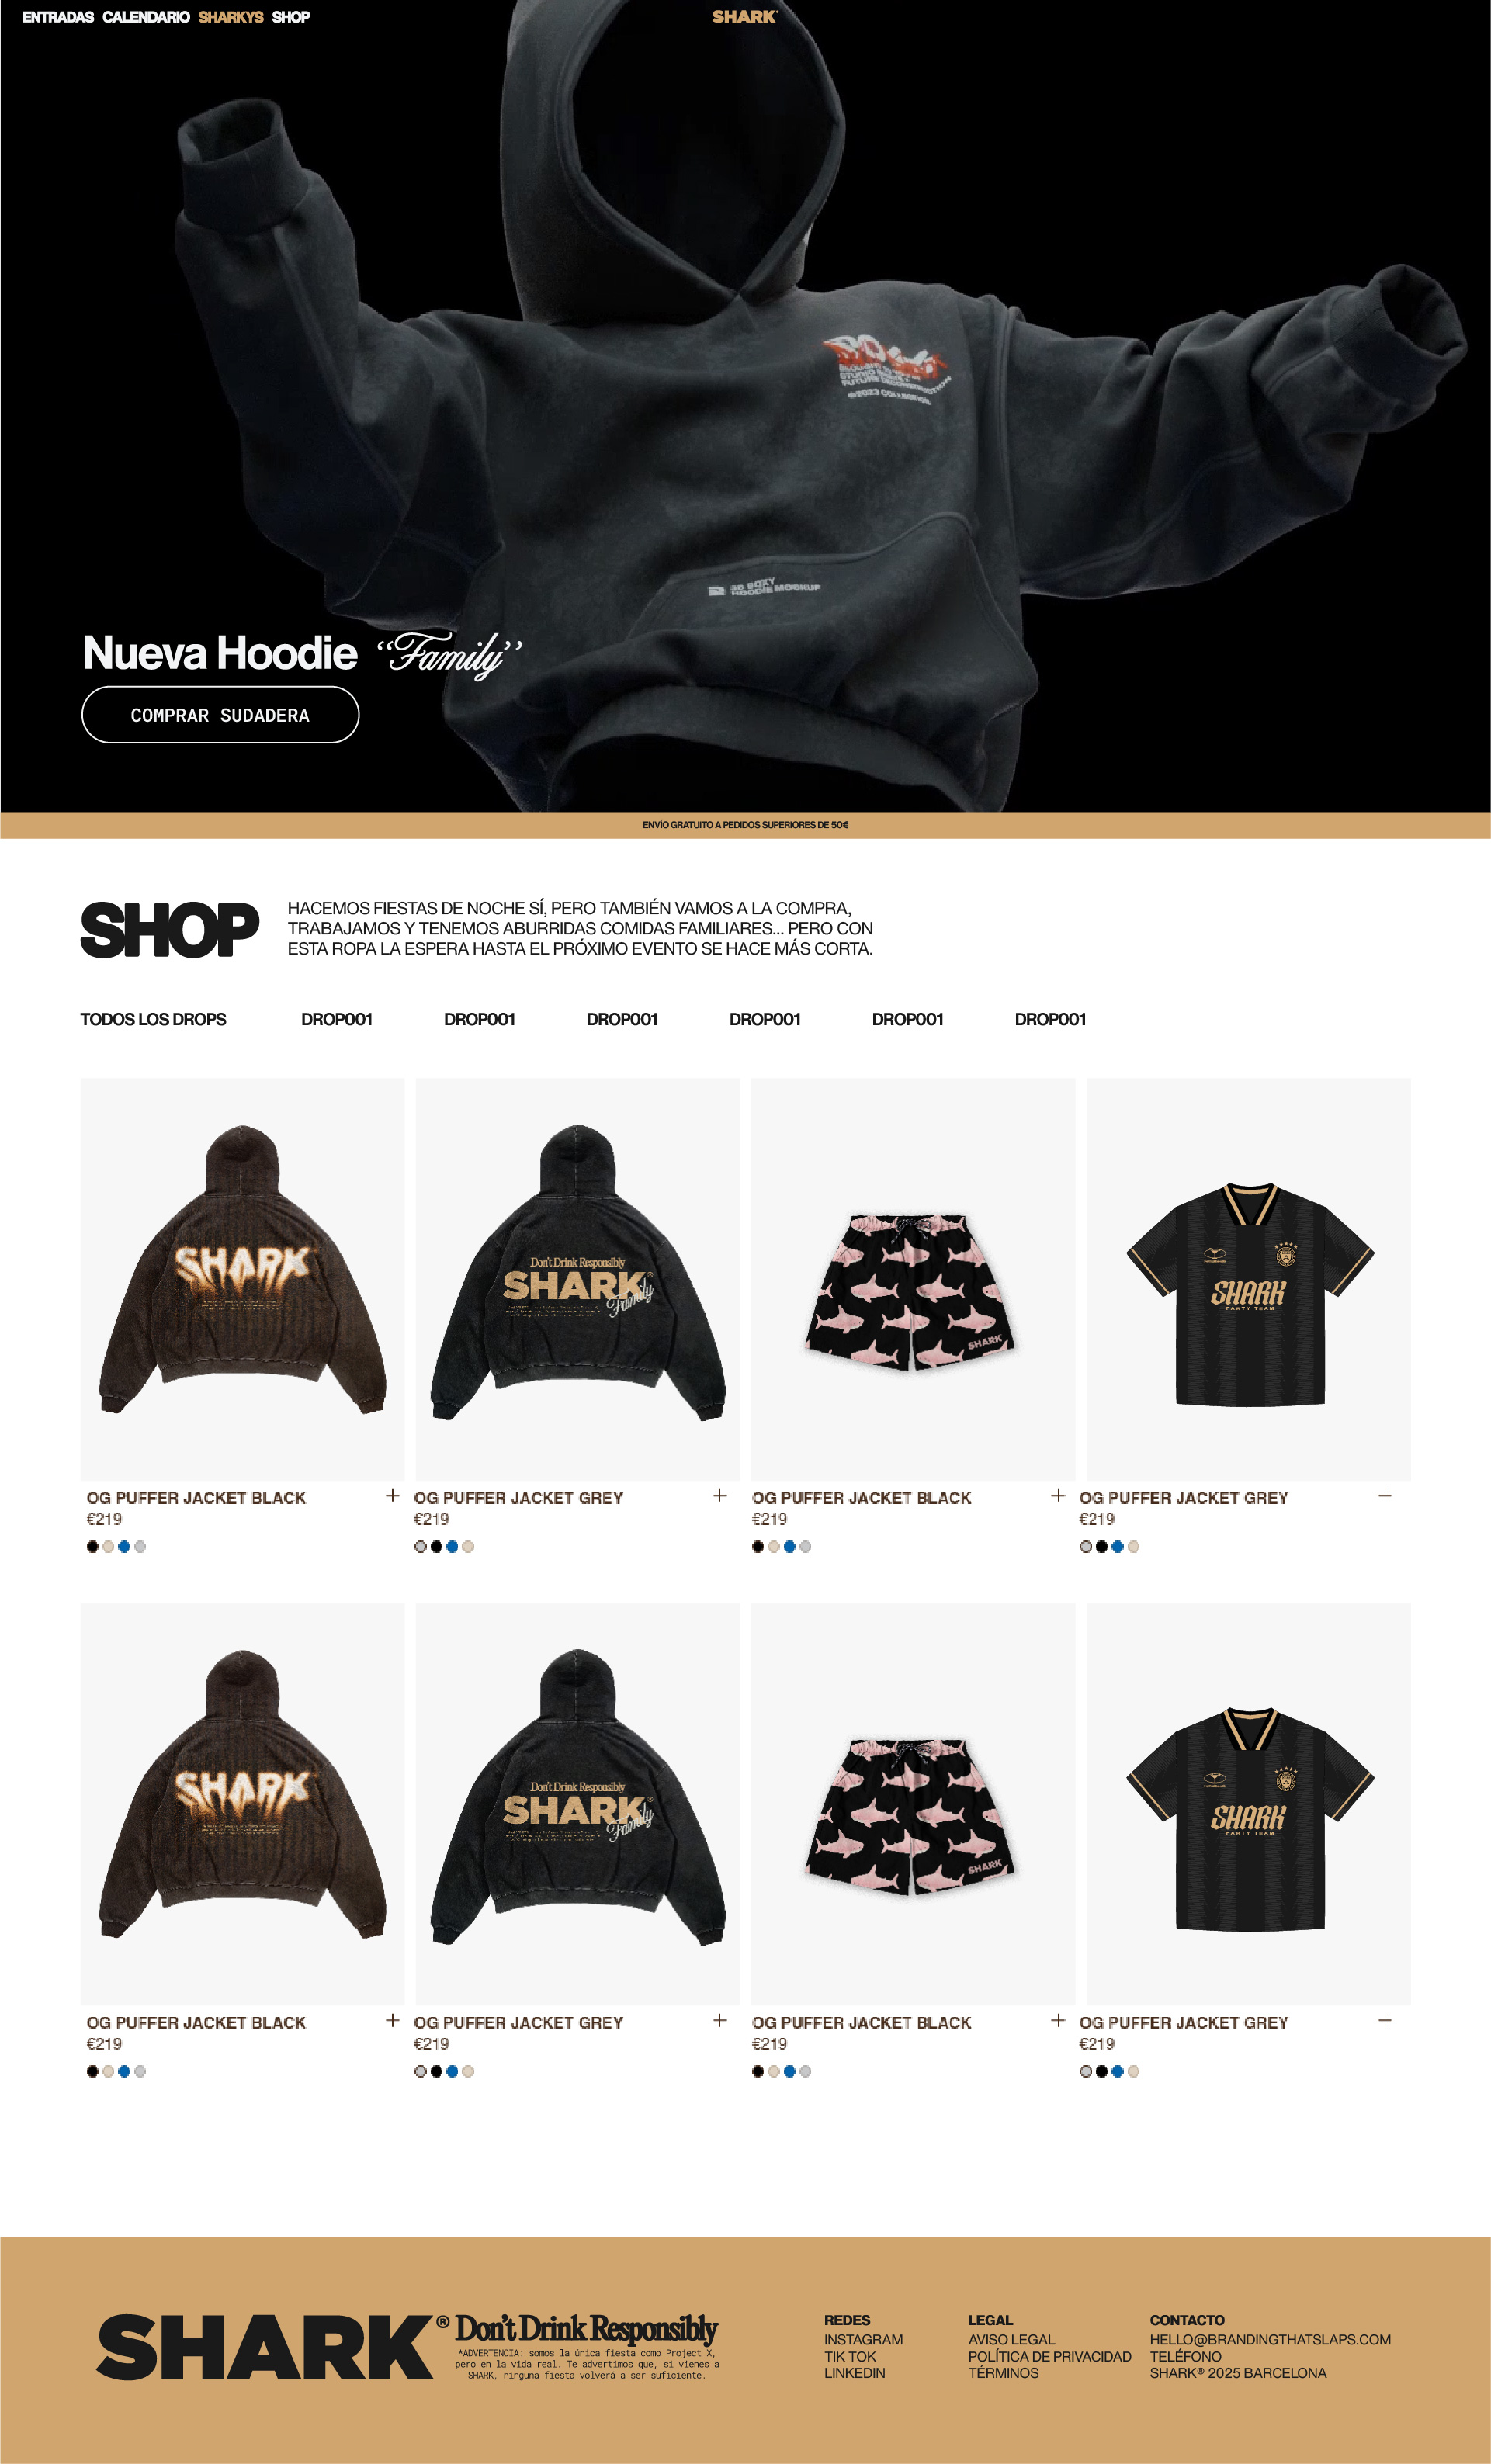 ENTRADAS CALENDARIO SHARKYS SHOP
SHARK
©2023 COLLECTION
3D BOXY
HOODIE MOCKUP
Nueva Hoodie “Family”
COMPRAR SUDADERA
ENVÍO GRATUITO A PEDIDOS SUPERIORES DE 50€
SHOP
HACEMOS FIESTAS DE NOCHE SÍ, PERO TAMBIÉN VAMOS A LA COMPRA,
TRABAJAMOS Y TENEMOS ABURRIDAS COMIDAS FAMILIARES... PERO CON
ESTA ROPA LA ESPERA HASTA EL PRÓXIMO EVENTO SE HACE MÁS CORTA.
TODOS LOS DROPS DROP001 DROP001 DROP001 DROP001 DROP001 DROP001
SHARK
Don't Drink Responsibly
SHARK®
Family
SHARK
SHARK
PARTY TEAM
OG PUFFER JACKET BLACK + OG PUFFER JACKET GREY + OG PUFFER JACKET BLACK + OG PUFFER JACKET GREY +
€219 €219 €219 €219
SHARK
Don't Drink Responsibly
SHARK®
Family
SHARK
SHARK
PARTY TEAM
OG PUFFER JACKET BLACK + OG PUFFER JACKET GREY + OG PUFFER JACKET BLACK + OG PUFFER JACKET GREY +
€219 €219 €219 €219
SHARK®
Don't Drink Responsibly
*ADVERTENCIA: somos la única fiesta como Project X,
pero en la vida real. Te advertimos que, si vienes a
SHARK, ninguna fiesta volverá a ser suficiente.
REDES
INSTAGRAM
TIK TOK
LINKEDIN
LEGAL
AVISO LEGAL
POLÍTICA DE PRIVACIDAD
TÉRMINOS
CONTACTO
HELLO@BRANDINGTHATSLAPS.COM
TELÉFONO
SHARK® 2025 BARCELONA